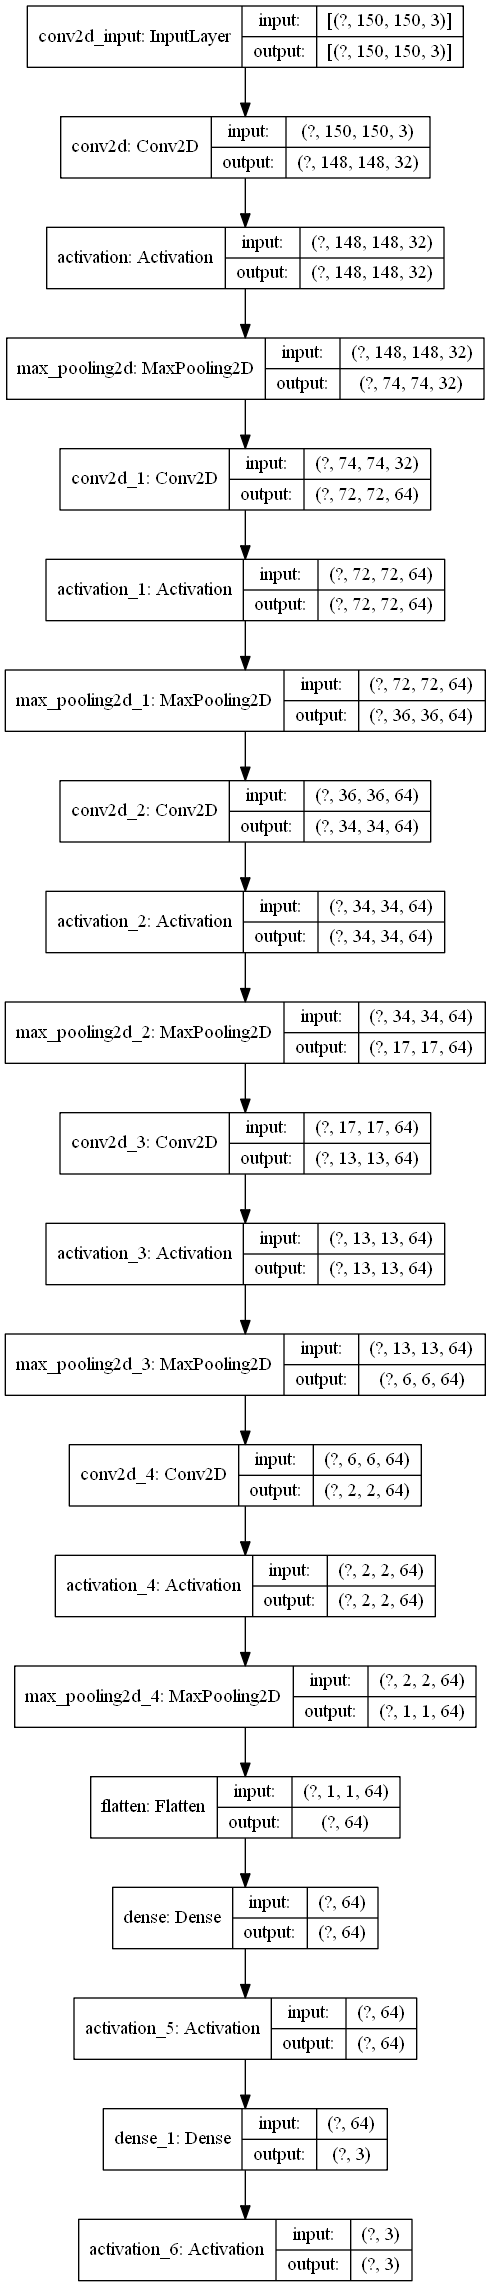 conv2d_input: InputLayer
input: [(?, 150, 150, 3)]
output: [(?, 150, 150, 3)]
conv2d: Conv2D
input: (?, 150, 150, 3)
output: (?, 148, 148, 32)
activation: Activation
input: (?, 148, 148, 32)
output: (?, 148, 148, 32)
max_pooling2d: MaxPooling2D
input: (?, 148, 148, 32)
output: (?, 74, 74, 32)
conv2d_1: Conv2D
input: (?, 74, 74, 32)
output: (?, 72, 72, 64)
activation_1: Activation
input: (?, 72, 72, 64)
output: (?, 72, 72, 64)
max_pooling2d_1: MaxPooling2D
input: (?, 72, 72, 64)
output: (?, 36, 36, 64)
conv2d_2: Conv2D
input: (?, 36, 36, 64)
output: (?, 34, 34, 64)
activation_2: Activation
input: (?, 34, 34, 64)
output: (?, 34, 34, 64)
max_pooling2d_2: MaxPooling2D
input: (?, 34, 34, 64)
output: (?, 17, 17, 64)
conv2d_3: Conv2D
input: (?, 17, 17, 64)
output: (?, 13, 13, 64)
activation_3: Activation
input: (?, 13, 13, 64)
output: (?, 13, 13, 64)
max_pooling2d_3: MaxPooling2D
input: (?, 13, 13, 64)
output: (?, 6, 6, 64)
conv2d_4: Conv2D
input: (?, 6, 6, 64)
output: (?, 2, 2, 64)
activation_4: Activation
input: (?, 2, 2, 64)
output: (?, 2, 2, 64)
max_pooling2d_4: MaxPooling2D
input: (?, 2, 2, 64)
output: (?, 1, 1, 64)
flatten: Flatten
input: (?, 1, 1, 64)
output: (?, 64)
dense: Dense
input: (?, 64)
output: (?, 64)
activation_5: Activation
input: (?, 64)
output: (?, 64)
dense_1: Dense
input: (?, 64)
output: (?, 3)
activation_6: Activation
input: (?, 3)
output: (?, 3)